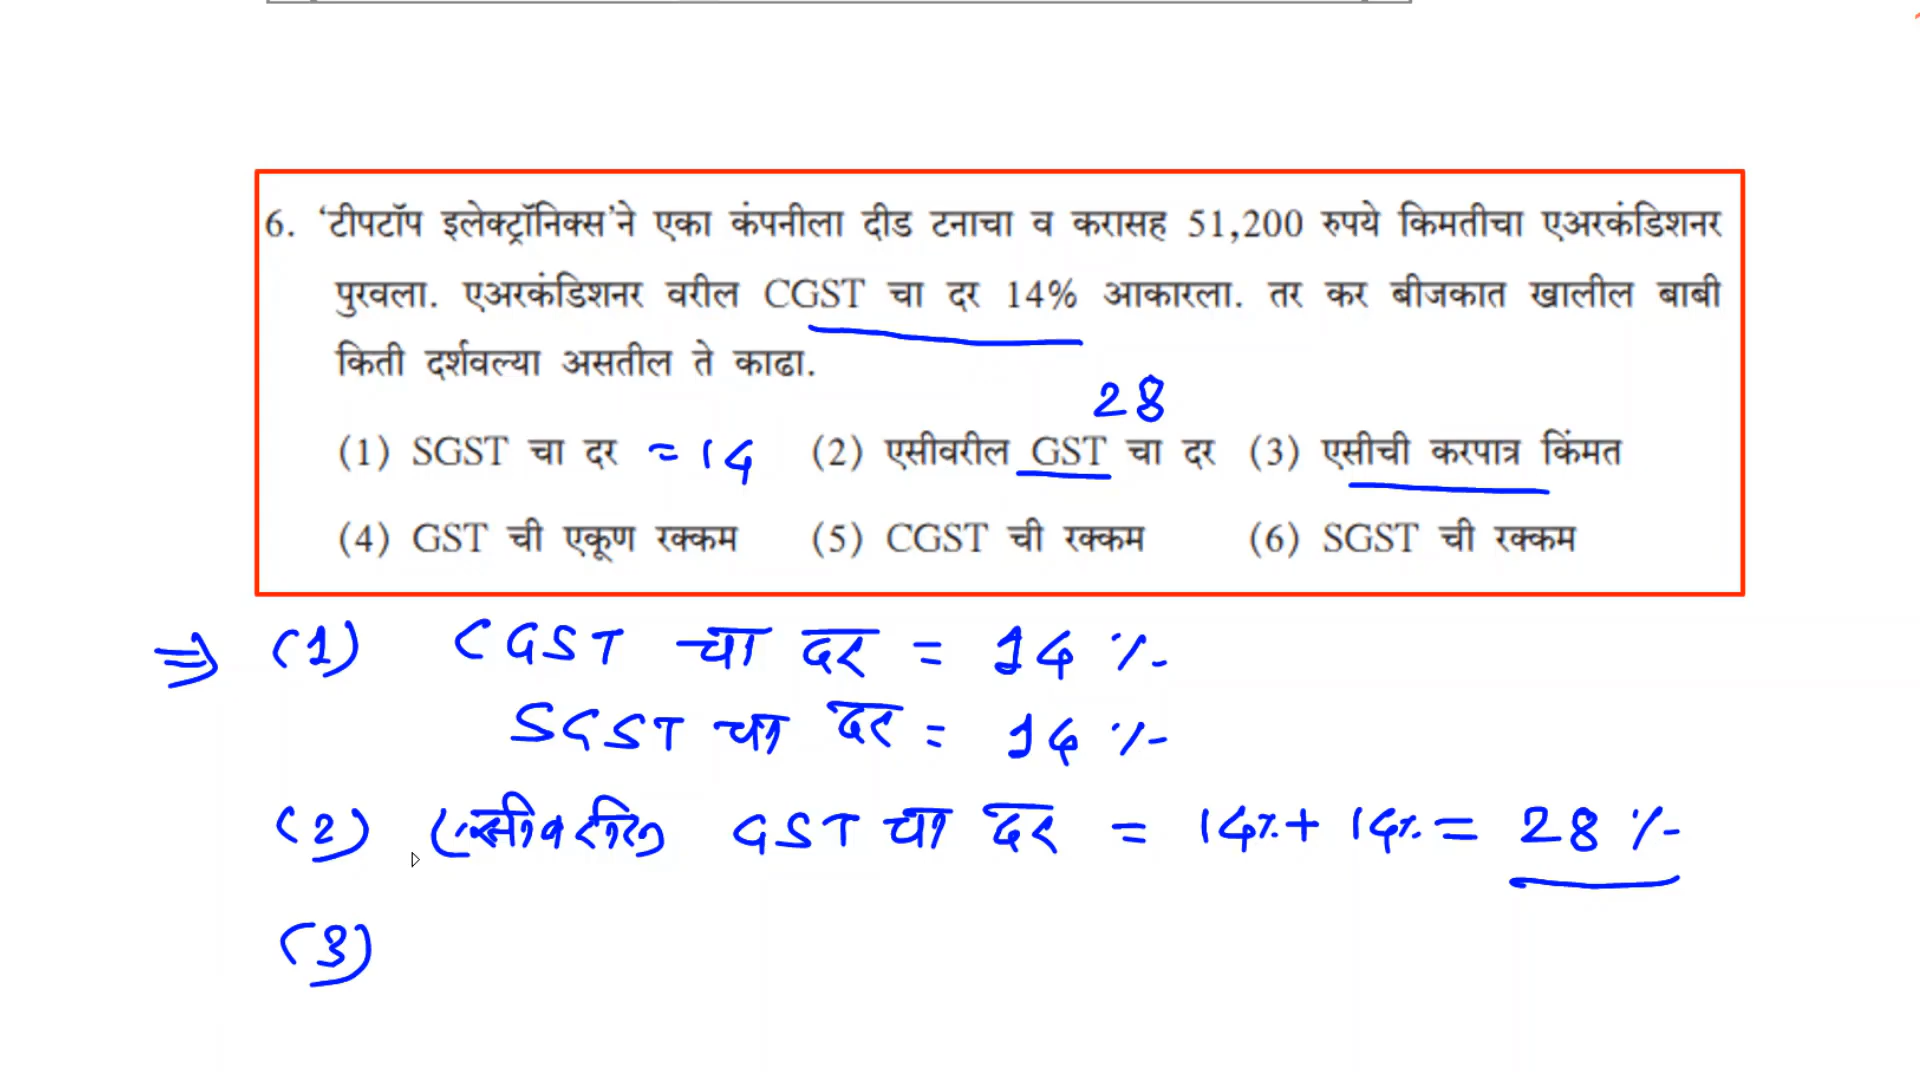 6. ‘टीपटॉप इलेक्ट्रॉनिक्स’ने एका कंपनीला दीड टनाचा व करासह 51,200 रुपये किमतीचा एअरकंडिशनर
पुरवला. एअरकंडिशनर वरील CGST चा दर 14% आकारला. तर कर बीजकात खालील बाबी
किती दर्शवल्या असतील ते काढा.
28
(1) SGST चा दर = 14 (2) एसीवरील GST चा दर (3) एसीची करपात्र किंमत
(4) GST ची एकूण रक्कम (5) CGST ची रक्कम (6) SGST ची रक्कम
⇒ (1) CGST चा दर = 14 %
SGST चा दर = 14 %
(2) एसीवरील GST चा दर = 14% + 14% = 28 %
(3)